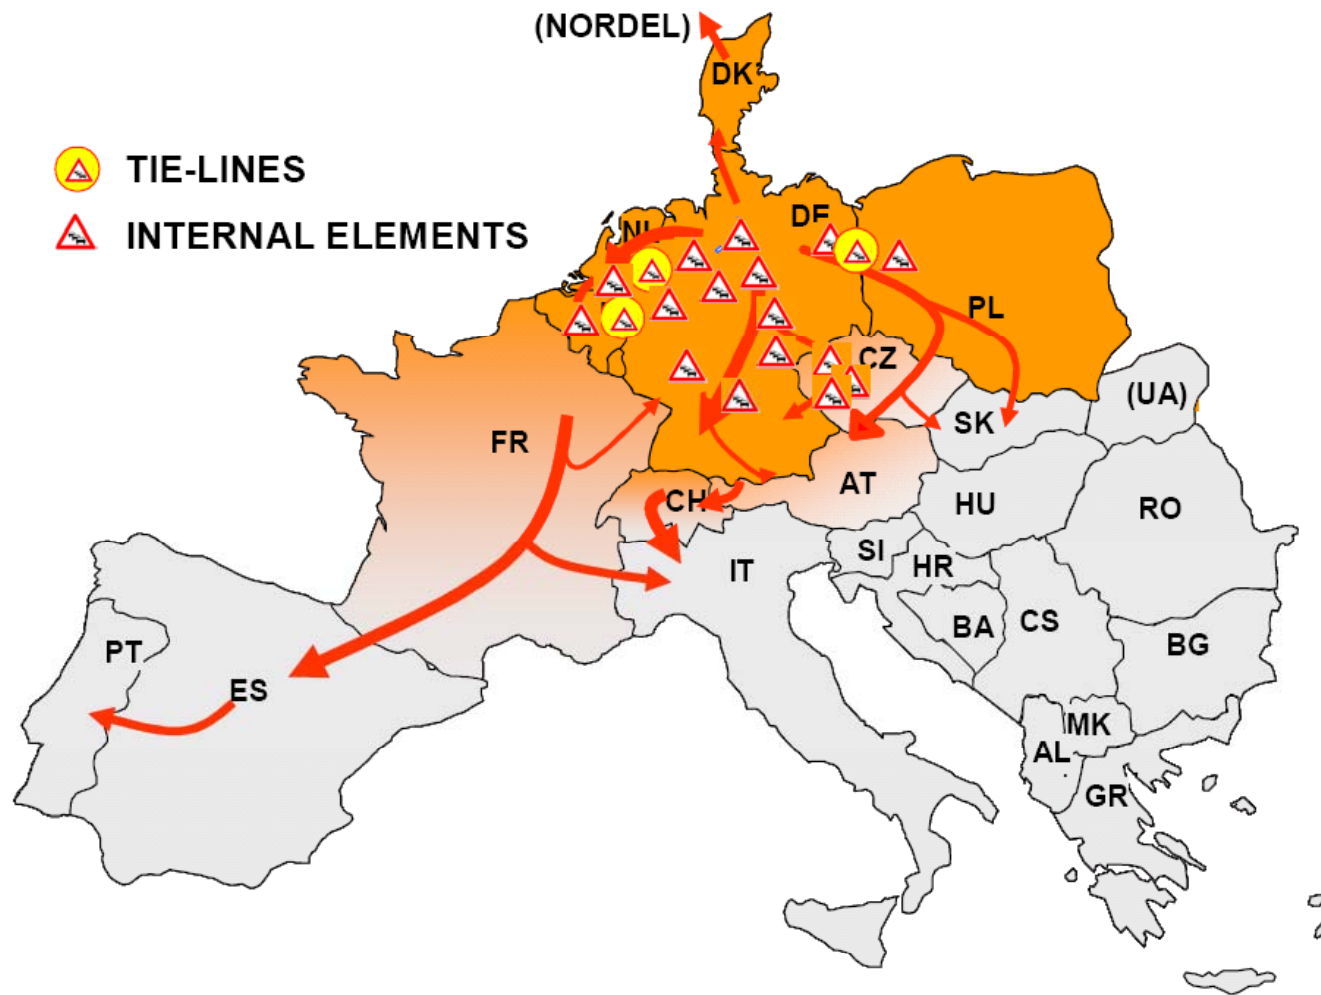 (NORDEL)
DK
TIE-LINES
INTERNAL ELEMENTS
NL
DE
PL
CZ
(UA)
SK
FR
AT
CH
HU
RO
SI
IT
HR
BA
CS
BG
PT
ES
MK
AL
GR